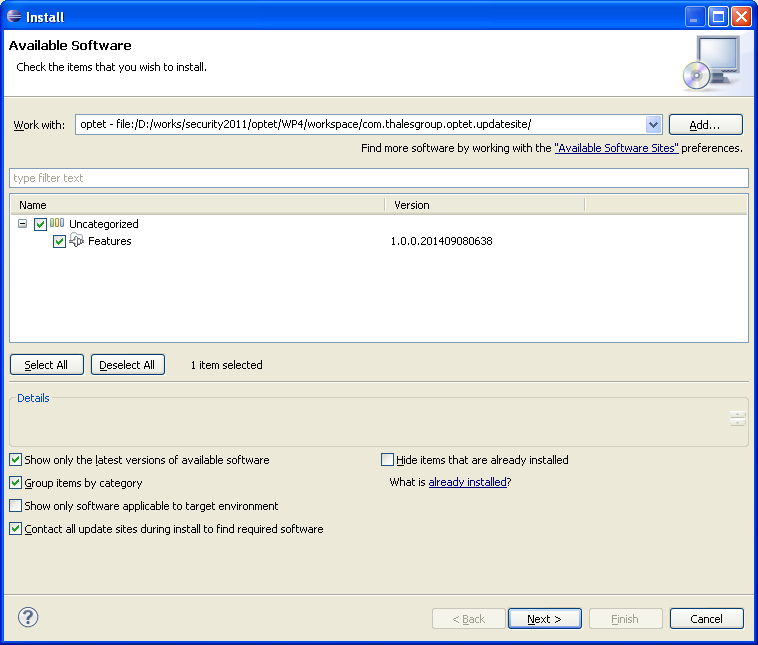 Install
Available Software
Check the items that you wish to install.
Work with: optet - file:/D:/works/security2011/optet/WP4/workspace/com.thalesgroup.optet.updatesite/ Add...
Find more software by working with the "Available Software Sites" preferences.
type filter text
Name Version
Uncategorized
Features 1.0.0.201409080638
Select All Deselect All 1 item selected
Details
Show only the latest versions of available software Hide items that are already installed
Group items by category What is already installed?
Show only software applicable to target environment
Contact all update sites during install to find required software
? < Back Next > Finish Cancel